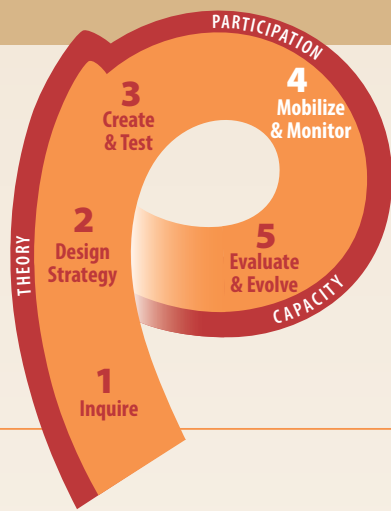 PARTICIPATION
4
Mobilize
& Monitor
3
Create
& Test
2
Design
Strategy
5
Evaluate
& Evolve
THEORY
CAPACITY
1
Inquire